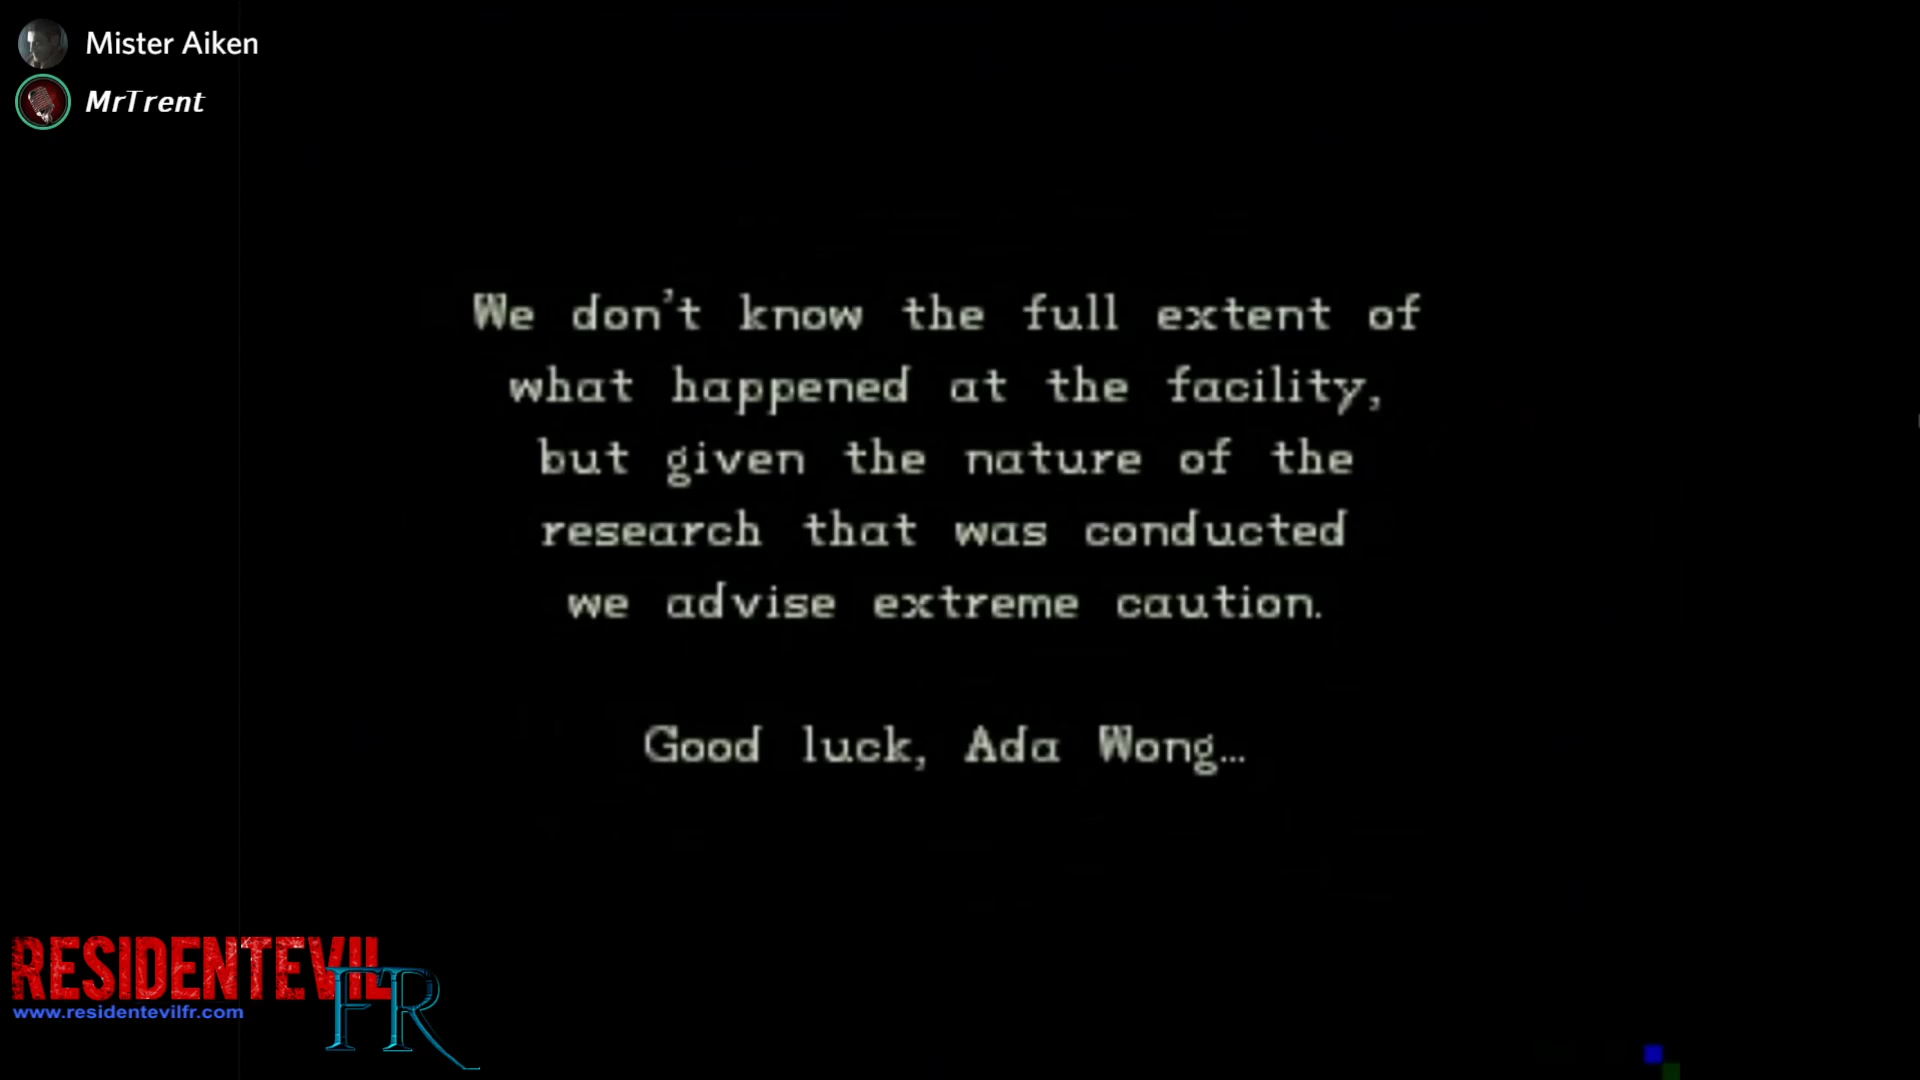 Mister Aiken
MrTrent
We don't know the full extent of
what happened at the facility,
but given the nature of the
research that was conducted
we advise extreme caution.
Good luck, Ada Wong...
RESIDENTEVIL
FR
www.residentevilfr.com